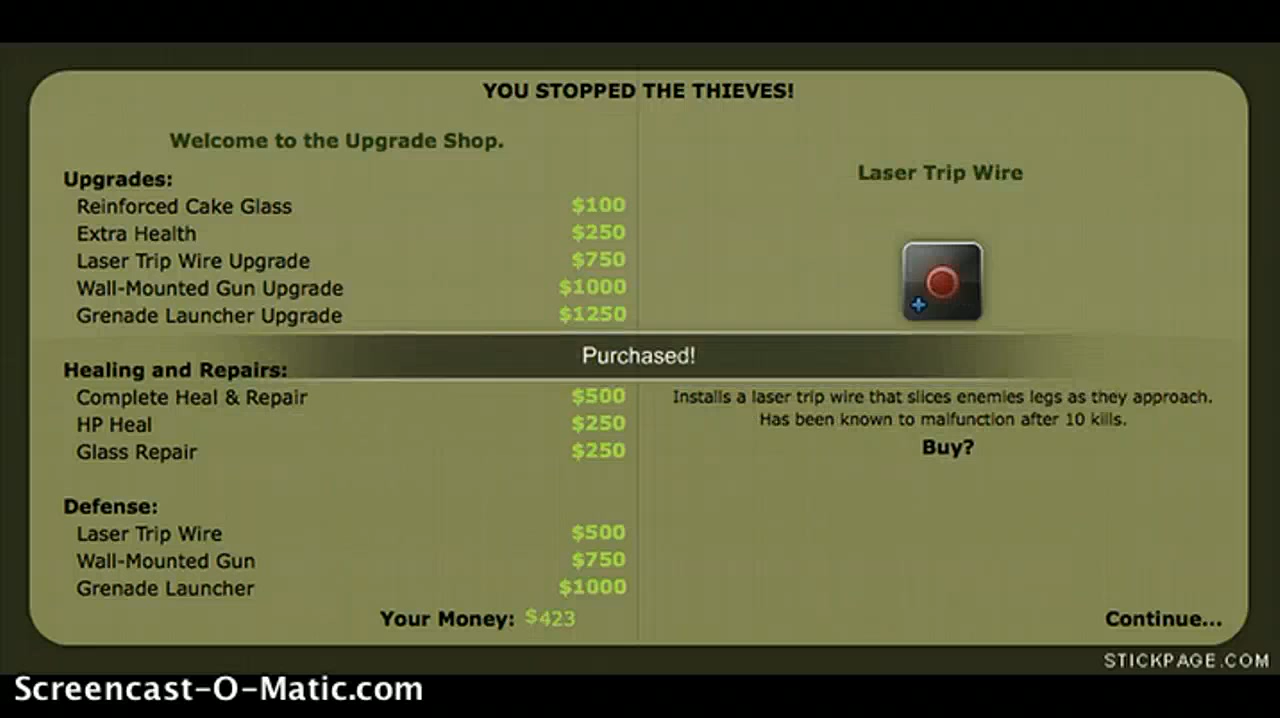 YOU STOPPED THE THIEVES!
Welcome to the Upgrade Shop.
Upgrades:
Reinforced Cake Glass $100
Extra Health $250
Laser Trip Wire Upgrade $750
Wall-Mounted Gun Upgrade $1000
Grenade Launcher Upgrade $1250
Purchased!
Healing and Repairs:
Complete Heal & Repair $500
HP Heal $250
Glass Repair $250
Defense:
Laser Trip Wire $500
Wall-Mounted Gun $750
Grenade Launcher $1000
Your Money: $423
Laser Trip Wire
Installs a laser trip wire that slices enemies legs as they approach.
Has been known to malfunction after 10 kills.
Buy?
Continue...
STICKPAGE.COM
Screencast-O-Matic.com